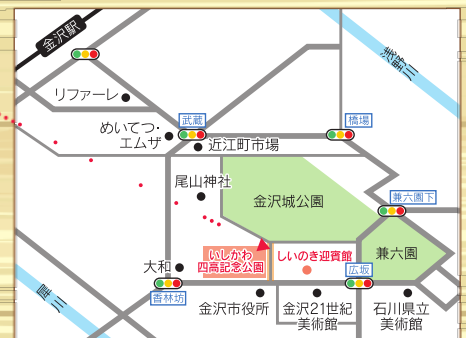 金沢駅
浅野川
リファーレ
武蔵
橋場
めいてつ・
エムザ
近江町市場
尾山神社
金沢城公園
兼六園下
いしかわ
四高記念公園
しいのき迎賓館
兼六園
大和
広坂
香林坊
犀川
金沢市役所
金沢21世紀
美術館
石川県立
美術館